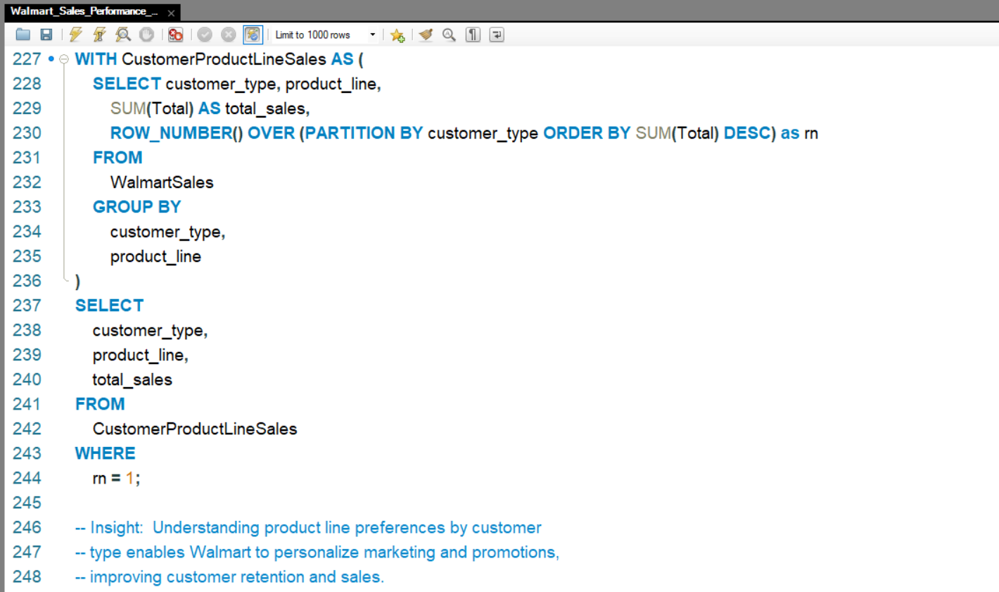 Walmart_Sales_Performance_...
Limit to 1000 rows
227 WITH CustomerProductLineSales AS (
228 SELECT customer_type, product_line,
229 SUM(Total) AS total_sales,
230 ROW_NUMBER() OVER (PARTITION BY customer_type ORDER BY SUM(Total) DESC) as rn
231 FROM
232 WalmartSales
233 GROUP BY
234 customer_type,
235 product_line
236 )
237 SELECT
238 customer_type,
239 product_line,
240 total_sales
241 FROM
242 CustomerProductLineSales
243 WHERE
244 rn = 1;
245
246 -- Insight:  Understanding product line preferences by customer
247 -- type enables Walmart to personalize marketing and promotions,
248 -- improving customer retention and sales.